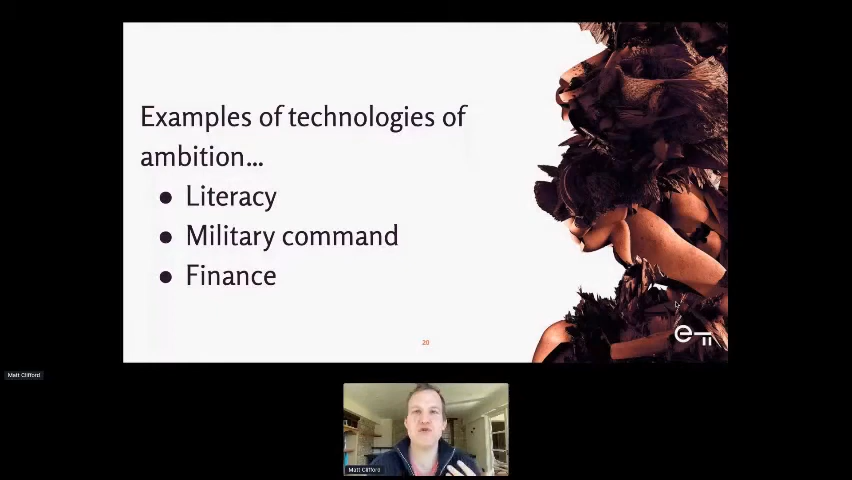 Examples of technologies of
ambition...
● Literacy
● Military command
● Finance
20
Matt Clifford
Matt Clifford